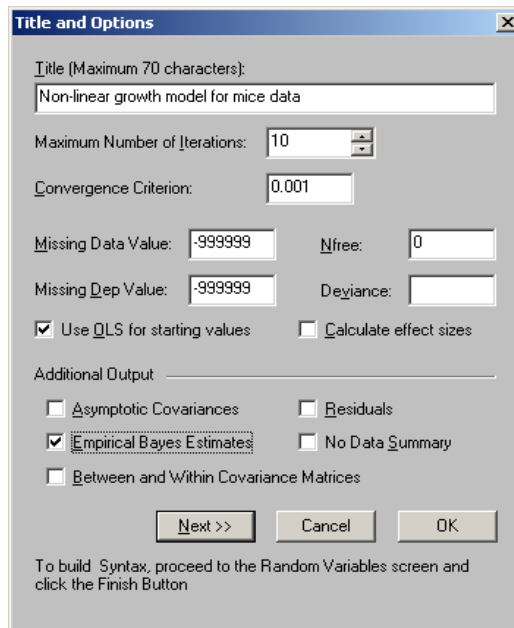 Title and Options
Title (Maximum 70 characters):
Non-linear growth model for mice data
Maximum Number of Iterations: 10
Convergence Criterion: 0.001
Missing Data Value: -999999 Nfree: 0
Missing Dep Value: -999999 Deviance:
Use OLS for starting values Calculate effect sizes
Additional Output
Asymptotic Covariances Residuals
Empirical Bayes Estimates No Data Summary
Between and Within Covariance Matrices
Next >> Cancel OK
To build Syntax, proceed to the Random Variables screen and
click the Finish Button